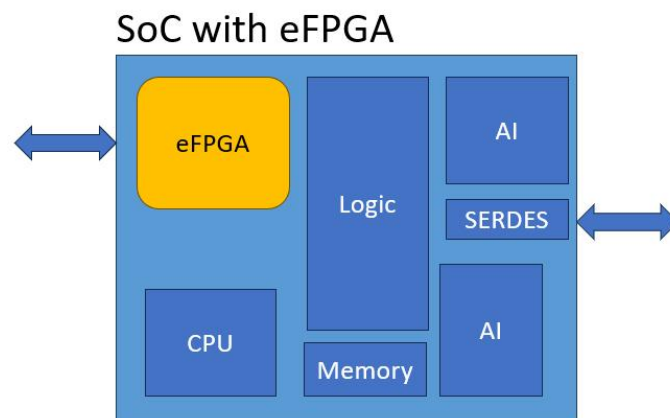 SoC with eFPGA
eFPGA
Logic
AI
SERDES
CPU
Memory
AI